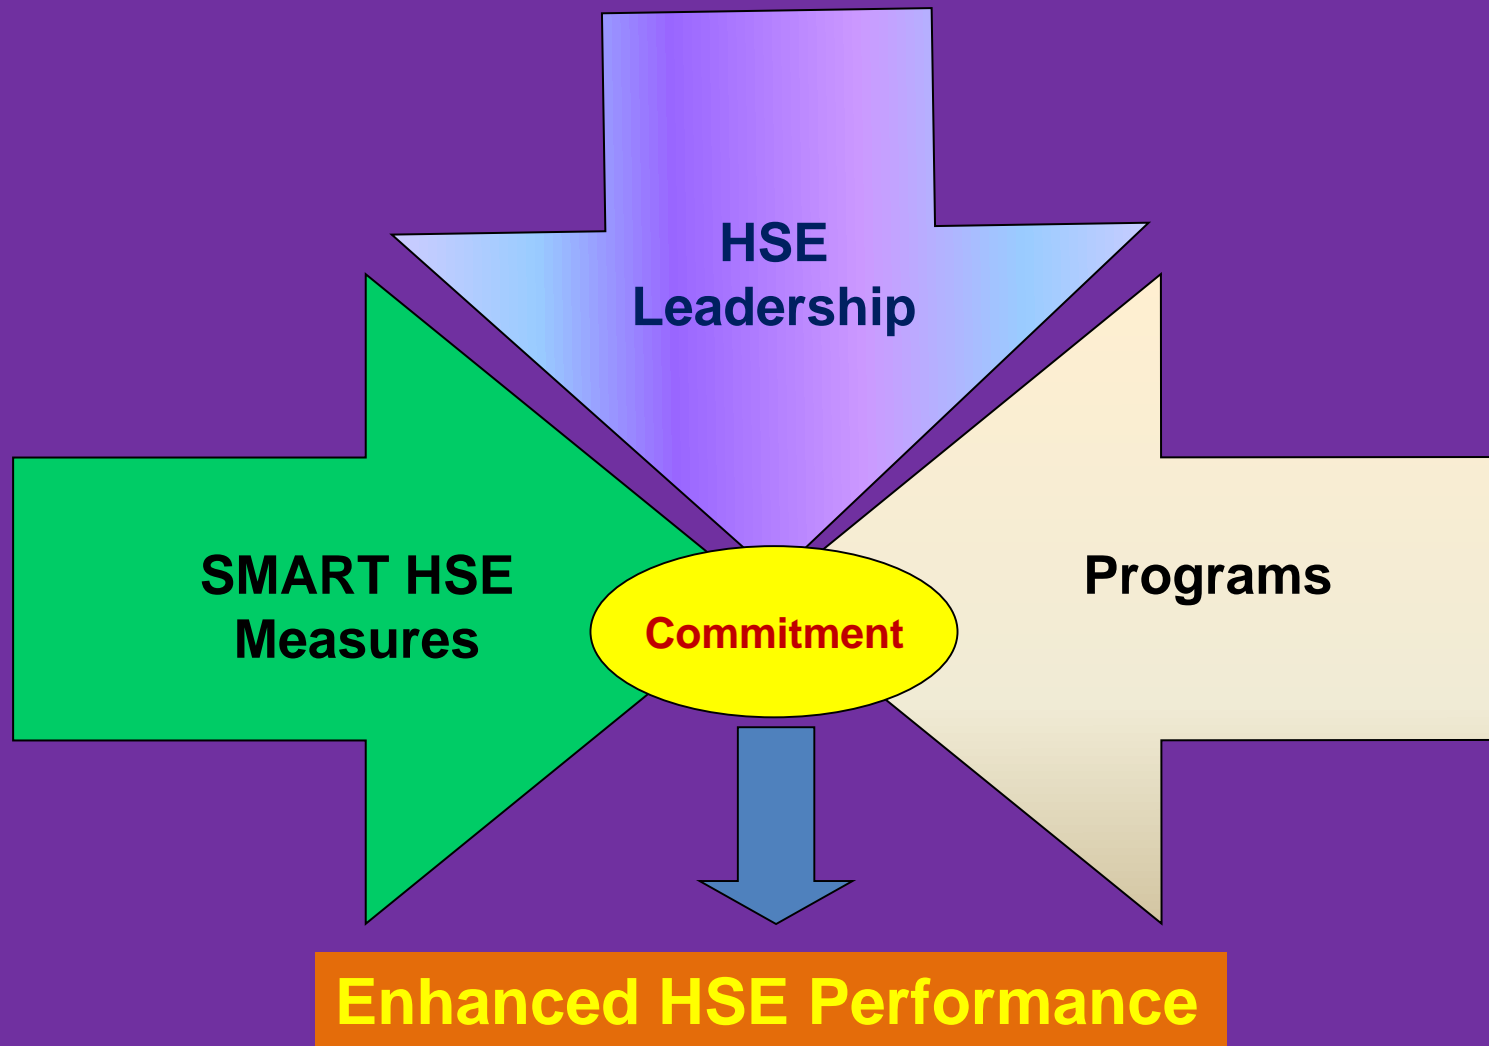 HSE
Leadership
SMART HSE
Measures
Programs
Commitment
Enhanced HSE Performance